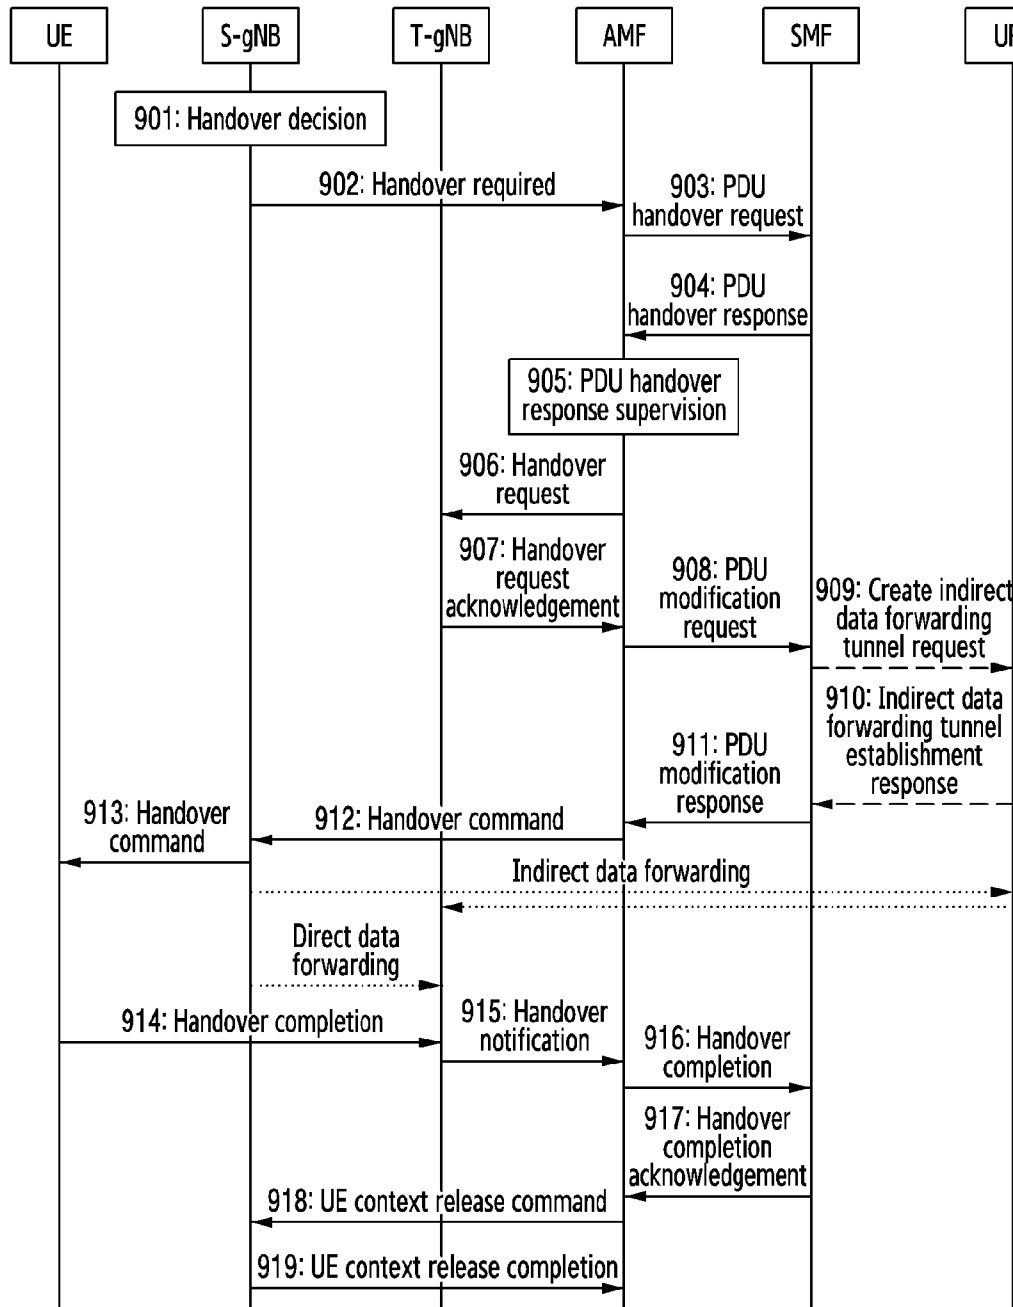 UE
S-gNB
T-gNB
AMF
SMF
901: Handover decision
902: Handover required
903: PDU
handover request
904: PDU
handover response
905: PDU handover
response supervision
906: Handover
request
907: Handover
request
acknowledgement
908: PDU
modification
request
909: Create indirect
data forwarding
tunnel request
910: Indirect data
forwarding tunnel
establishment
response
911: PDU
modification
response
912: Handover command
913: Handover
command
Indirect data forwarding
Direct data
forwarding
914: Handover completion
915: Handover
notification
916: Handover
completion
917: Handover
completion
acknowledgement
918: UE context release command
919: UE context release completion